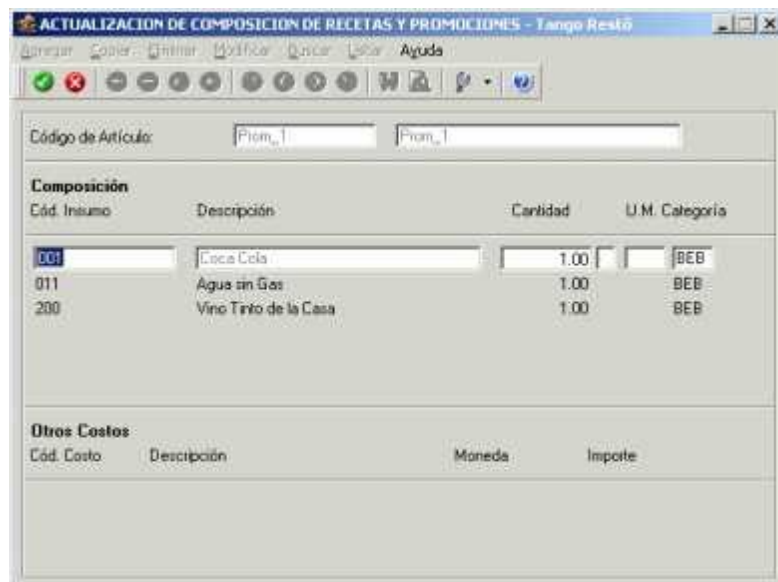 ACTUALIZACION DE COMPOSICION DE RECETAS Y PROMOCIONES - Tango Restó
Agregar Copiar Eliminar Modificar Buscar Listar Ayuda
Código de Artículo: Prom_1 Prom_1
Composición
Cód. Insumo Descripción Cantidad U.M. Categoría
001 Coca Cola 1.00 BEB
011 Agua sin Gas 1.00 BEB
200 Vino Tinto de la Casa 1.00 BEB
Otros Costos
Cód. Costo Descripción Moneda Importe